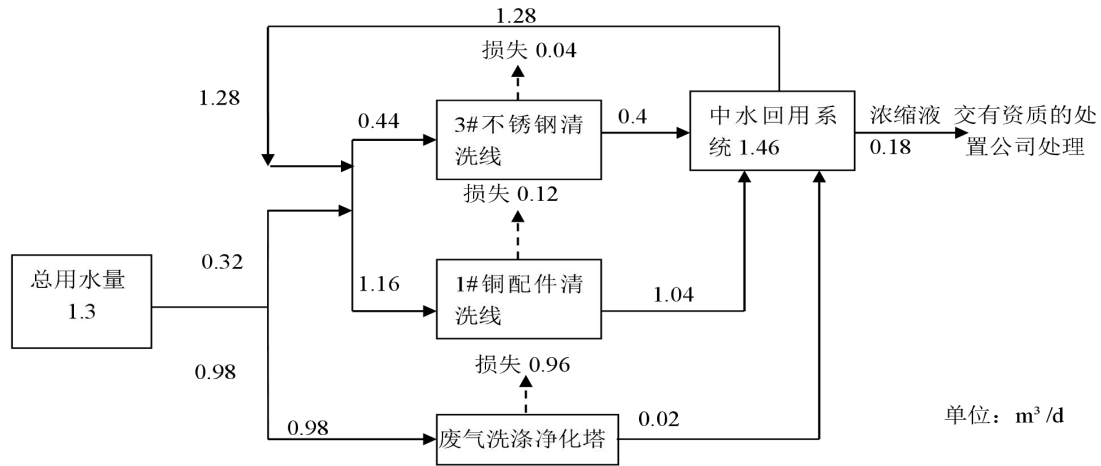 1.28
损失 0.04
1.28
0.44
3#不锈钢清
洗线
0.4
中水回用系
统 1.46
浓缩液 交有资质的处
0.18 置公司处理
损失 0.12
0.32
总用水量
1.3
1.16
1#铜配件清
洗线
1.04
损失 0.96
0.98
0.98
废气洗涤净化塔
0.02
单位：m³/d